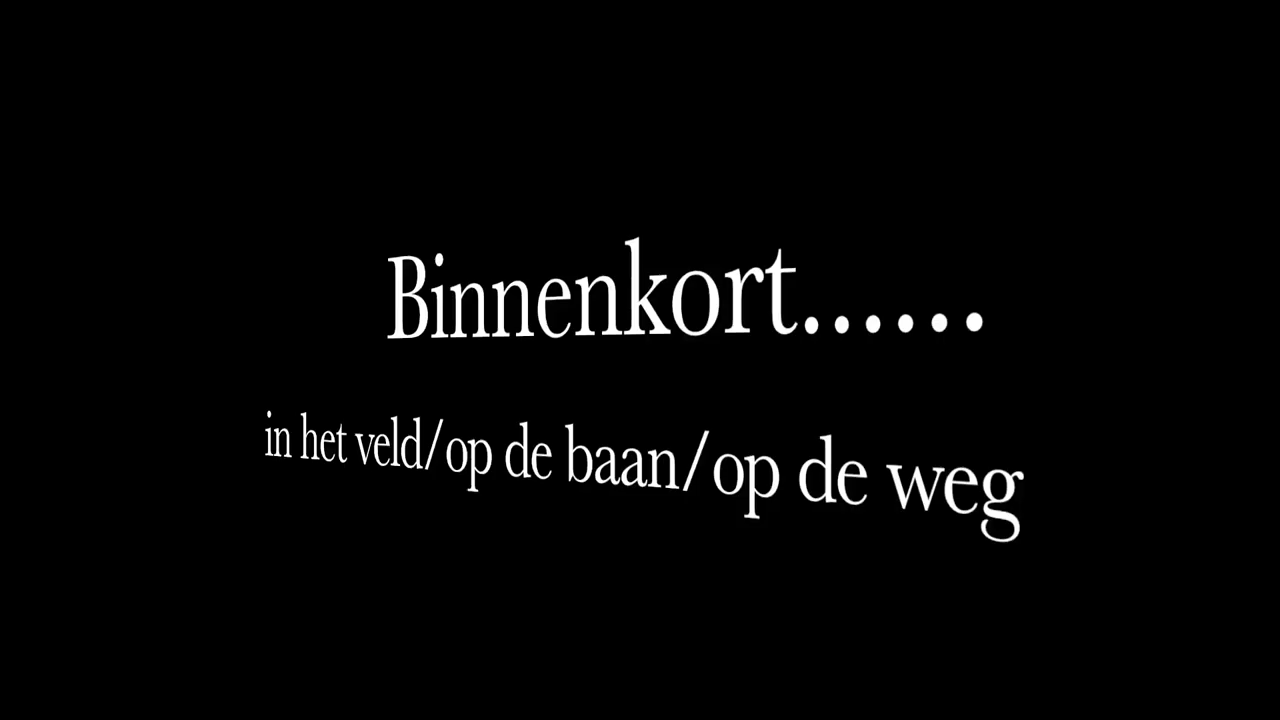 Binnenkort......
in het veld/op de baan/op de weg